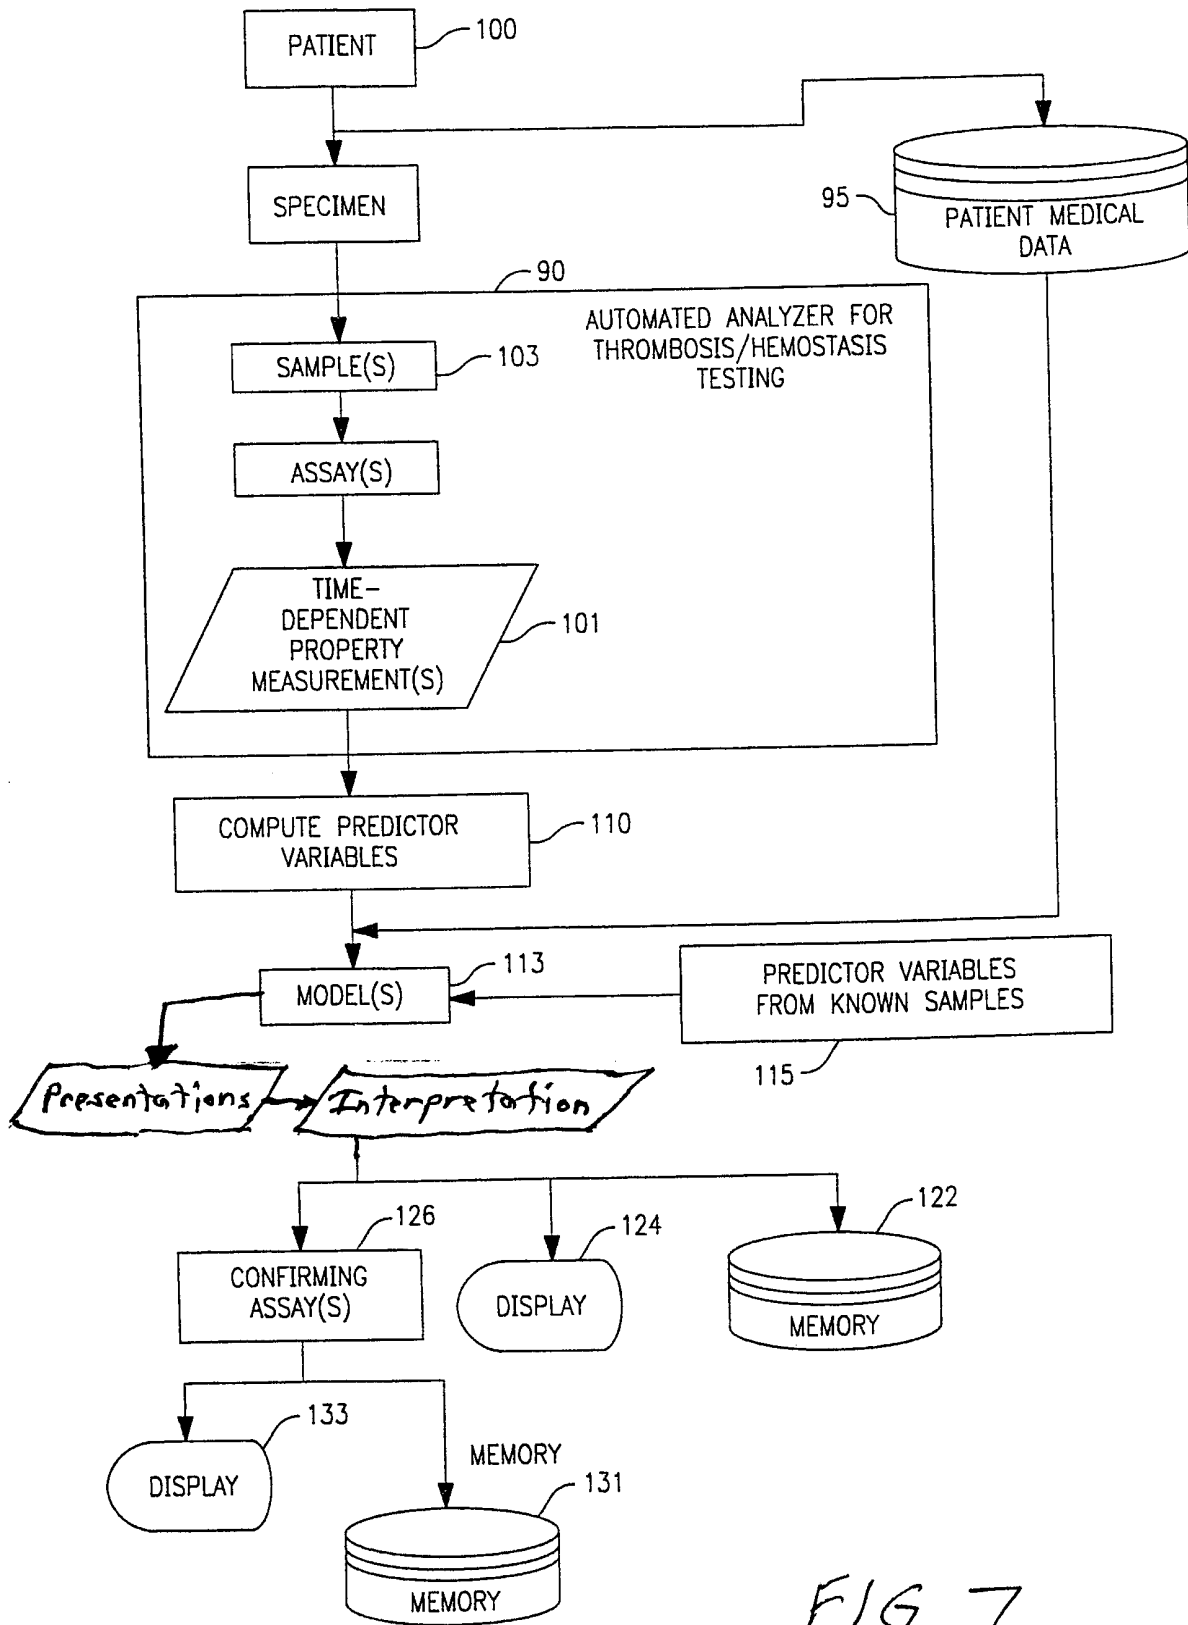 PATIENT
100
SPECIMEN
95
PATIENT MEDICAL
DATA
90
AUTOMATED ANALYZER FOR
THROMBOSIS/HEMOSTASIS
TESTING
SAMPLE(S)
103
ASSAY(S)
TIME-
DEPENDENT
PROPERTY
MEASUREMENT(S)
101
COMPUTE PREDICTOR
VARIABLES
110
MODEL(S)
113
PREDICTOR VARIABLES
FROM KNOWN SAMPLES
115
Presentations
Interpretation
126
CONFIRMING
ASSAY(S)
124
DISPLAY
122
MEMORY
133
DISPLAY
MEMORY
131
MEMORY
FIG 7